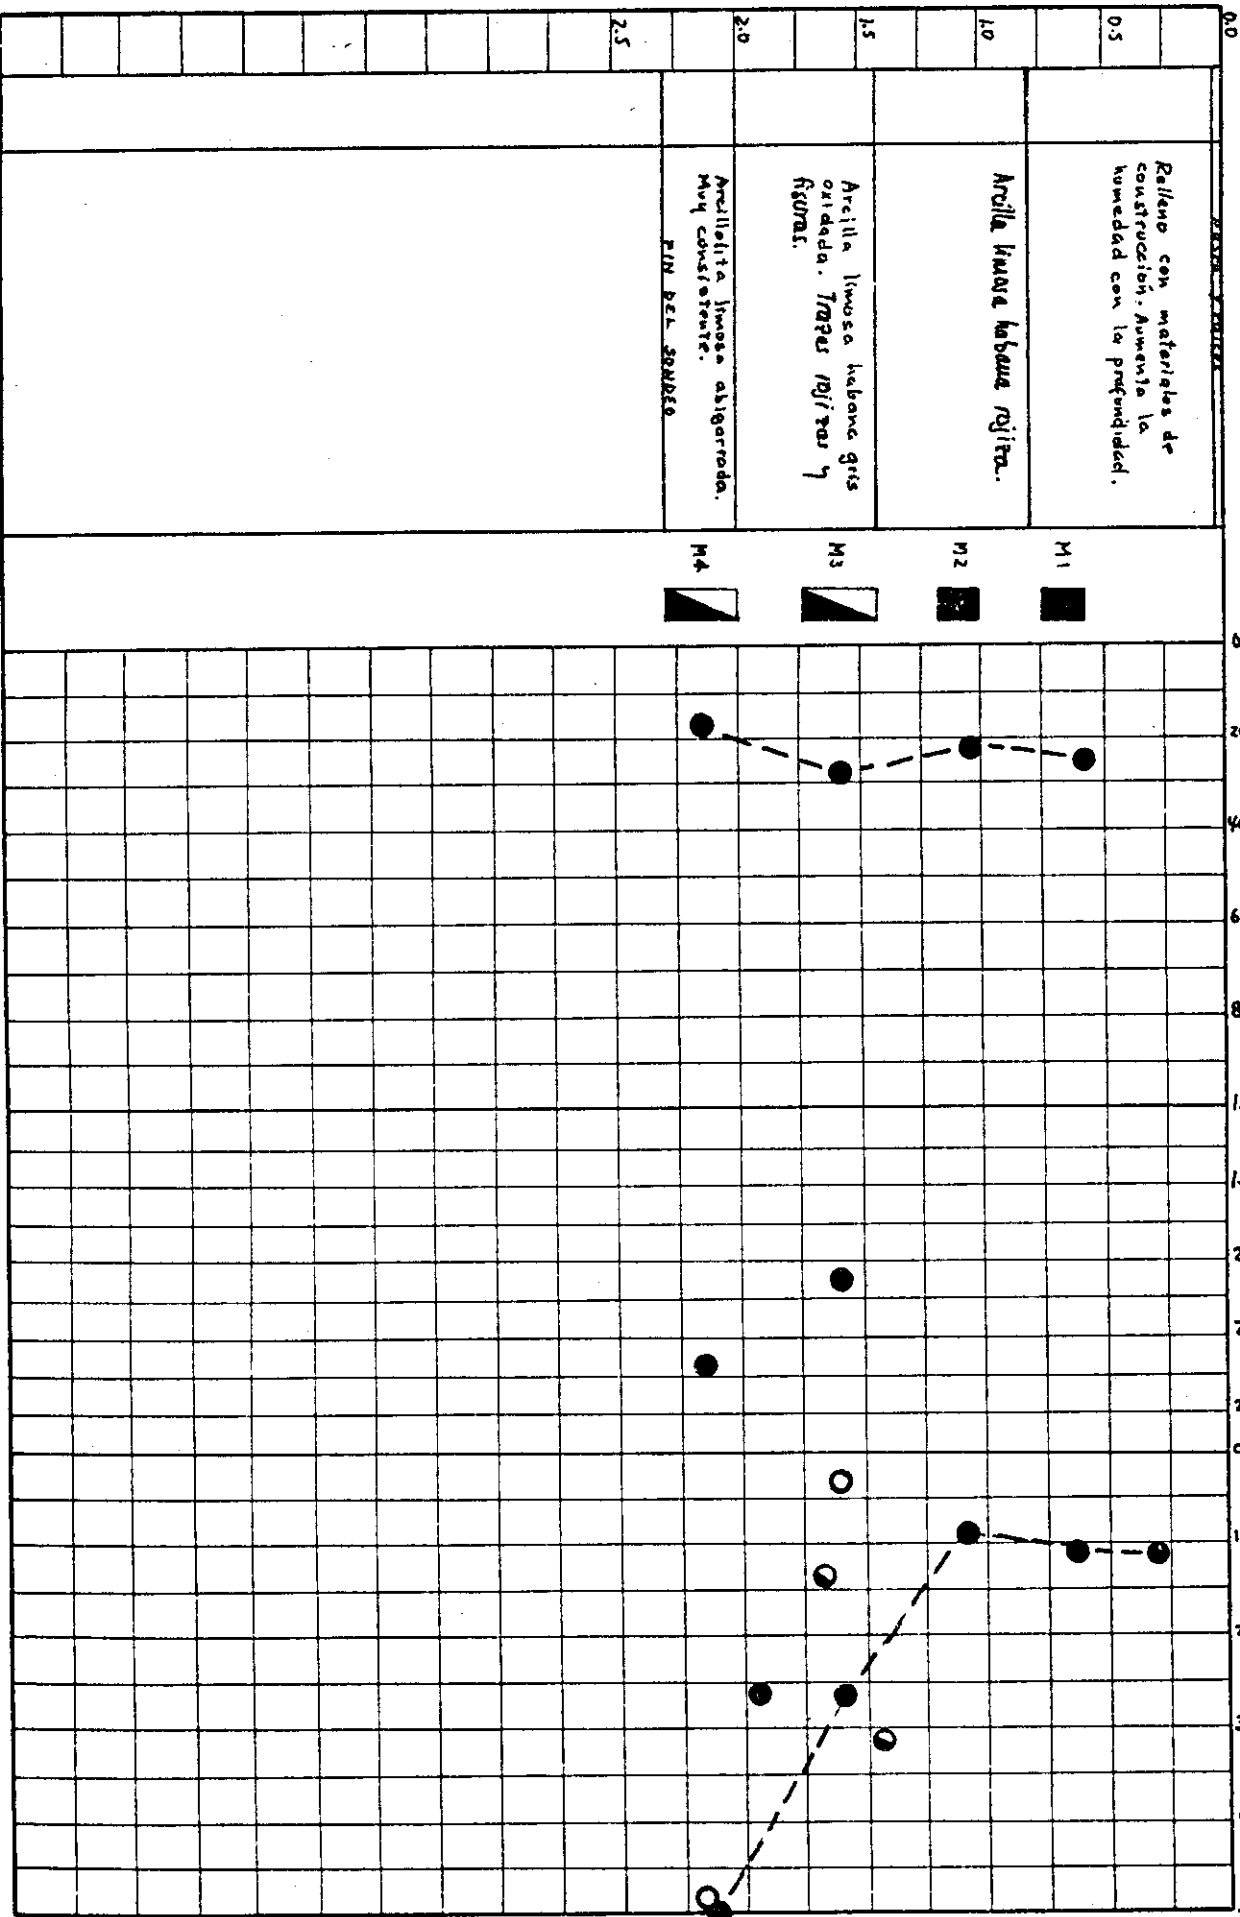 0.0
0.5
1.0
1.5
2.0
2.5
Relleno con materiales de
construcción. Aumenta la
humedad con la profundidad.
Arcilla limosa habana rojiza.
Arcilla limosa habana gris
oxidada. Trazas rojizas y
fisuras.
Arcillolita limosa abigarrada.
Muy consistente.
FIN DEL SONDEO
M1
M2
M3
M4